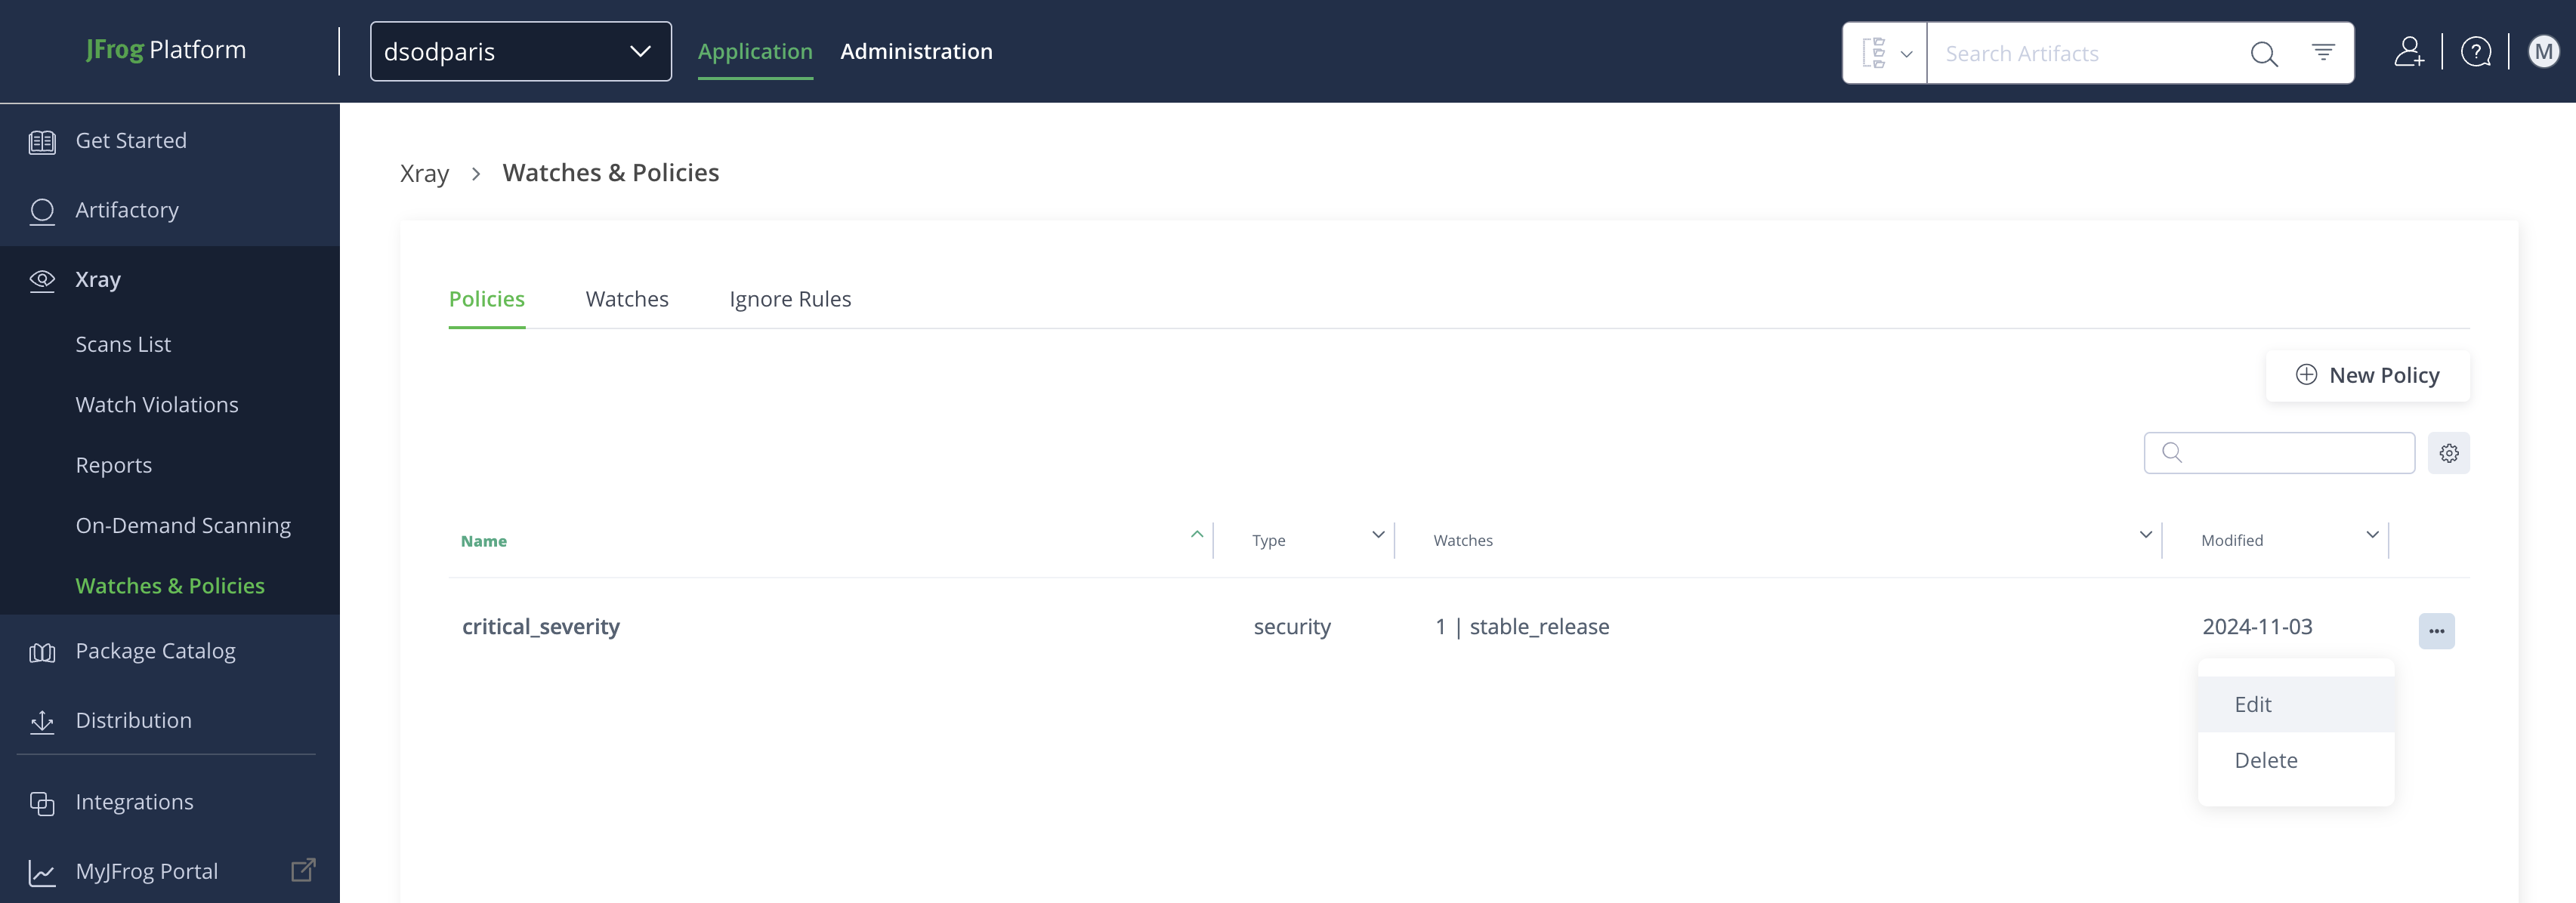 JFrog Platform
dsodparis
Application
Administration
Search Artifacts
?
M
Get Started
Artifactory
Xray
Scans List
Watch Violations
Reports
On-Demand Scanning
Watches & Policies
Package Catalog
Distribution
Integrations
MyJFrog Portal
Xray > Watches & Policies
Policies
Watches
Ignore Rules
New Policy
Name
Type
Watches
Modified
critical_severity
security
1 | stable_release
2024-11-03
Edit
Delete